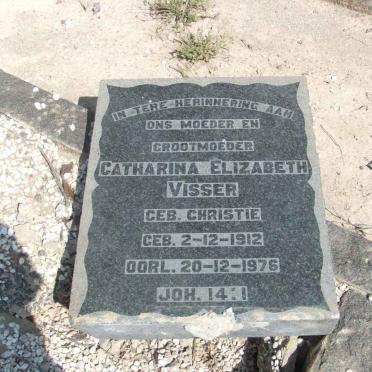 IN TERE HERINNERING AAN
ONS MOEDER EN
GROOTMOEDER
CATHARINA ELIZABETH
VISSER
GEB. CHRISTIE
GEB. 2-12-1912
OORL. 20-12-1976
JOH. 14:1